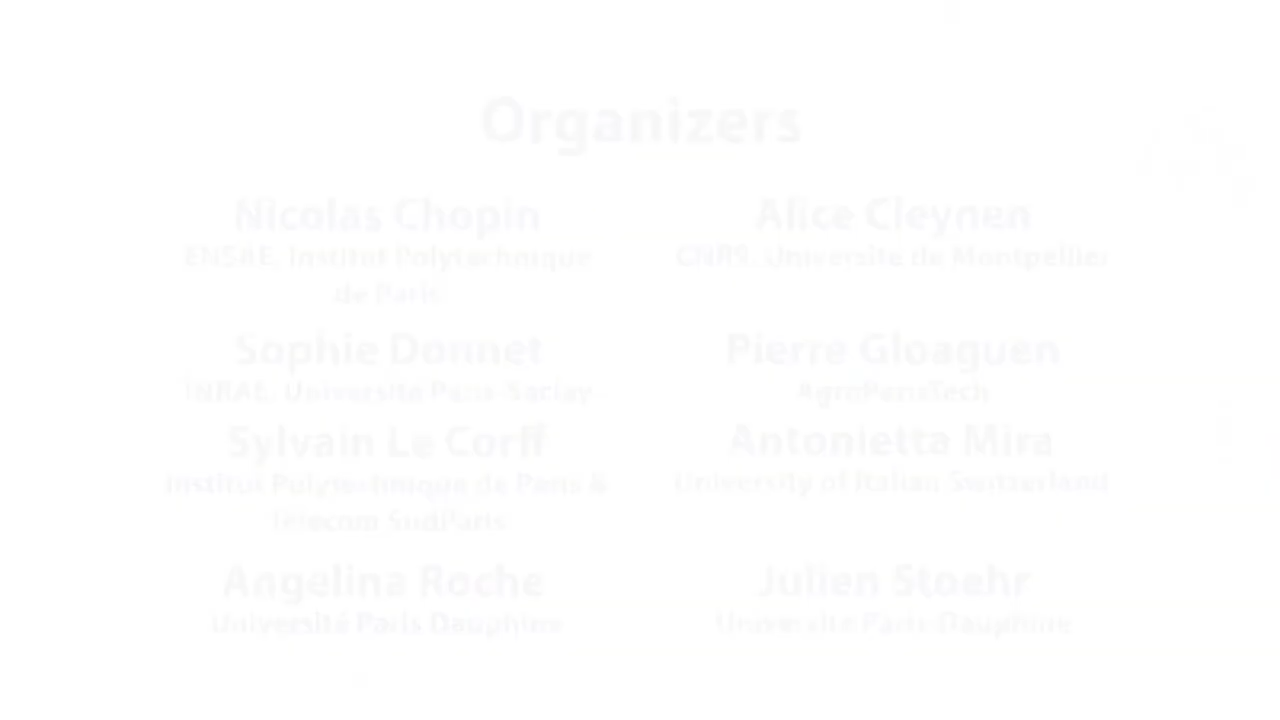 Organizers
Nicolas Chopin
ENSAE, Institut Polytechnique
de Paris
Alice Cleynen
CNRS, Université de Montpellier
Sophie Donnet
INRAE, Université Paris-Saclay
Pierre Gloaguen
AgroParisTech
Sylvain Le Corff
Institut Polytechnique de Paris &
Télécom SudParis
Antonietta Mira
University of Italian Switzerland
Angelina Roche
Université Paris Dauphine
Julien Stoehr
Université Paris Dauphine